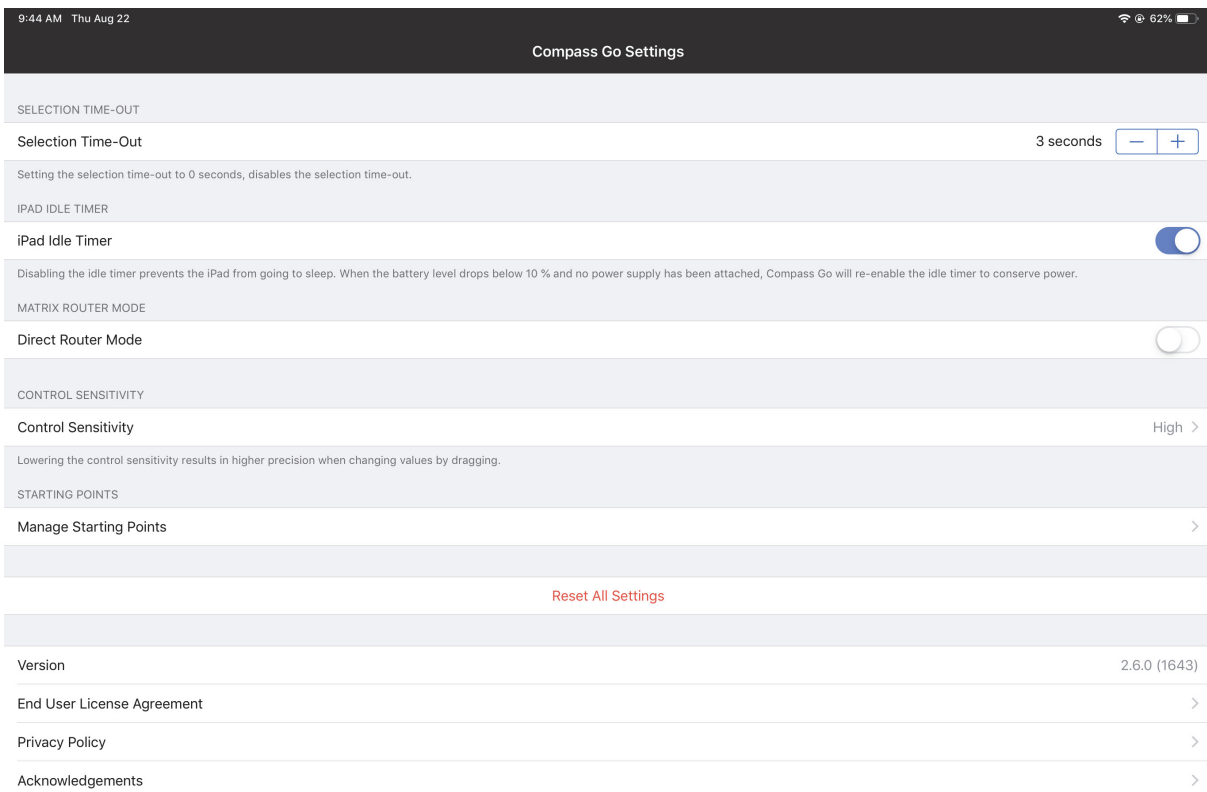 9:44 AM Thu Aug 22 62%
Compass Go Settings
SELECTION TIME-OUT
Selection Time-Out 3 seconds − +
Setting the selection time-out to 0 seconds, disables the selection time-out.
IPAD IDLE TIMER
iPad Idle Timer
Disabling the idle timer prevents the iPad from going to sleep. When the battery level drops below 10 % and no power supply has been attached, Compass Go will re-enable the idle timer to conserve power.
MATRIX ROUTER MODE
Direct Router Mode
CONTROL SENSITIVITY
Control Sensitivity High
Lowering the control sensitivity results in higher precision when changing values by dragging.
STARTING POINTS
Manage Starting Points
Reset All Settings
Version 2.6.0 (1643)
End User License Agreement
Privacy Policy
Acknowledgements